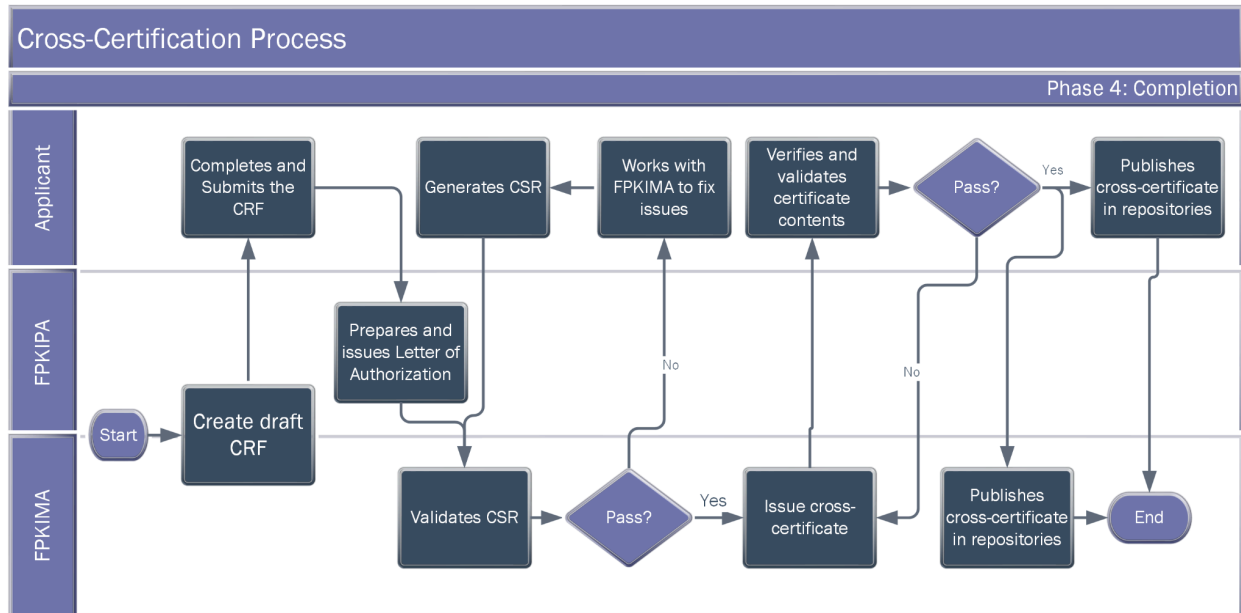 Cross-Certification Process
Phase 4: Completion
Applicant
Completes and
Submits the
CRF
Generates CSR
Works with
FPKIMA to fix
issues
Verifies and
validates
certificate
contents
Pass?
Yes
Publishes
cross-certificate
in repositories
FPKIPA
Prepares and
issues Letter of
Authorization
No
No
Start
Create draft
CRF
FPKIMA
Validates CSR
Pass?
Yes
Issue cross-
certificate
Publishes
cross-certificate
in repositories
End